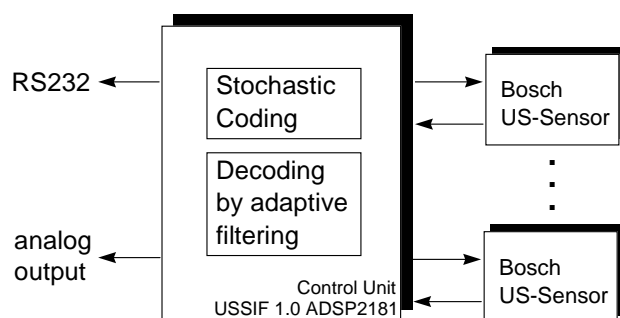 RS232
Stochastic
Coding
Decoding
by adaptive
filtering
Bosch
US-Sensor
analog
output
Bosch
US-Sensor
Control Unit
USSIF 1.0 ADSP2181